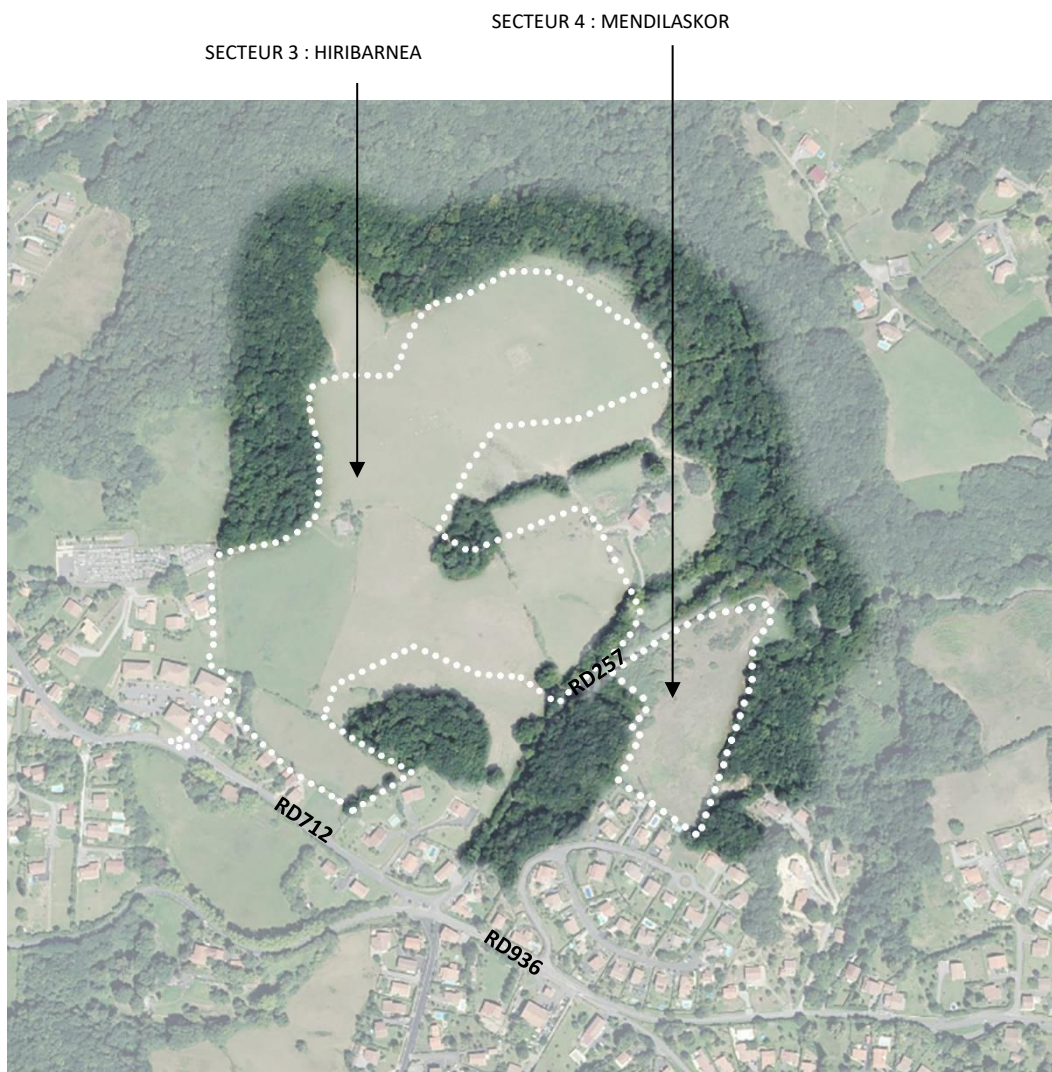 SECTEUR 4 : MENDILASKOR
SECTEUR 3 : HIRIBARNEA
RD257
RD712
RD936